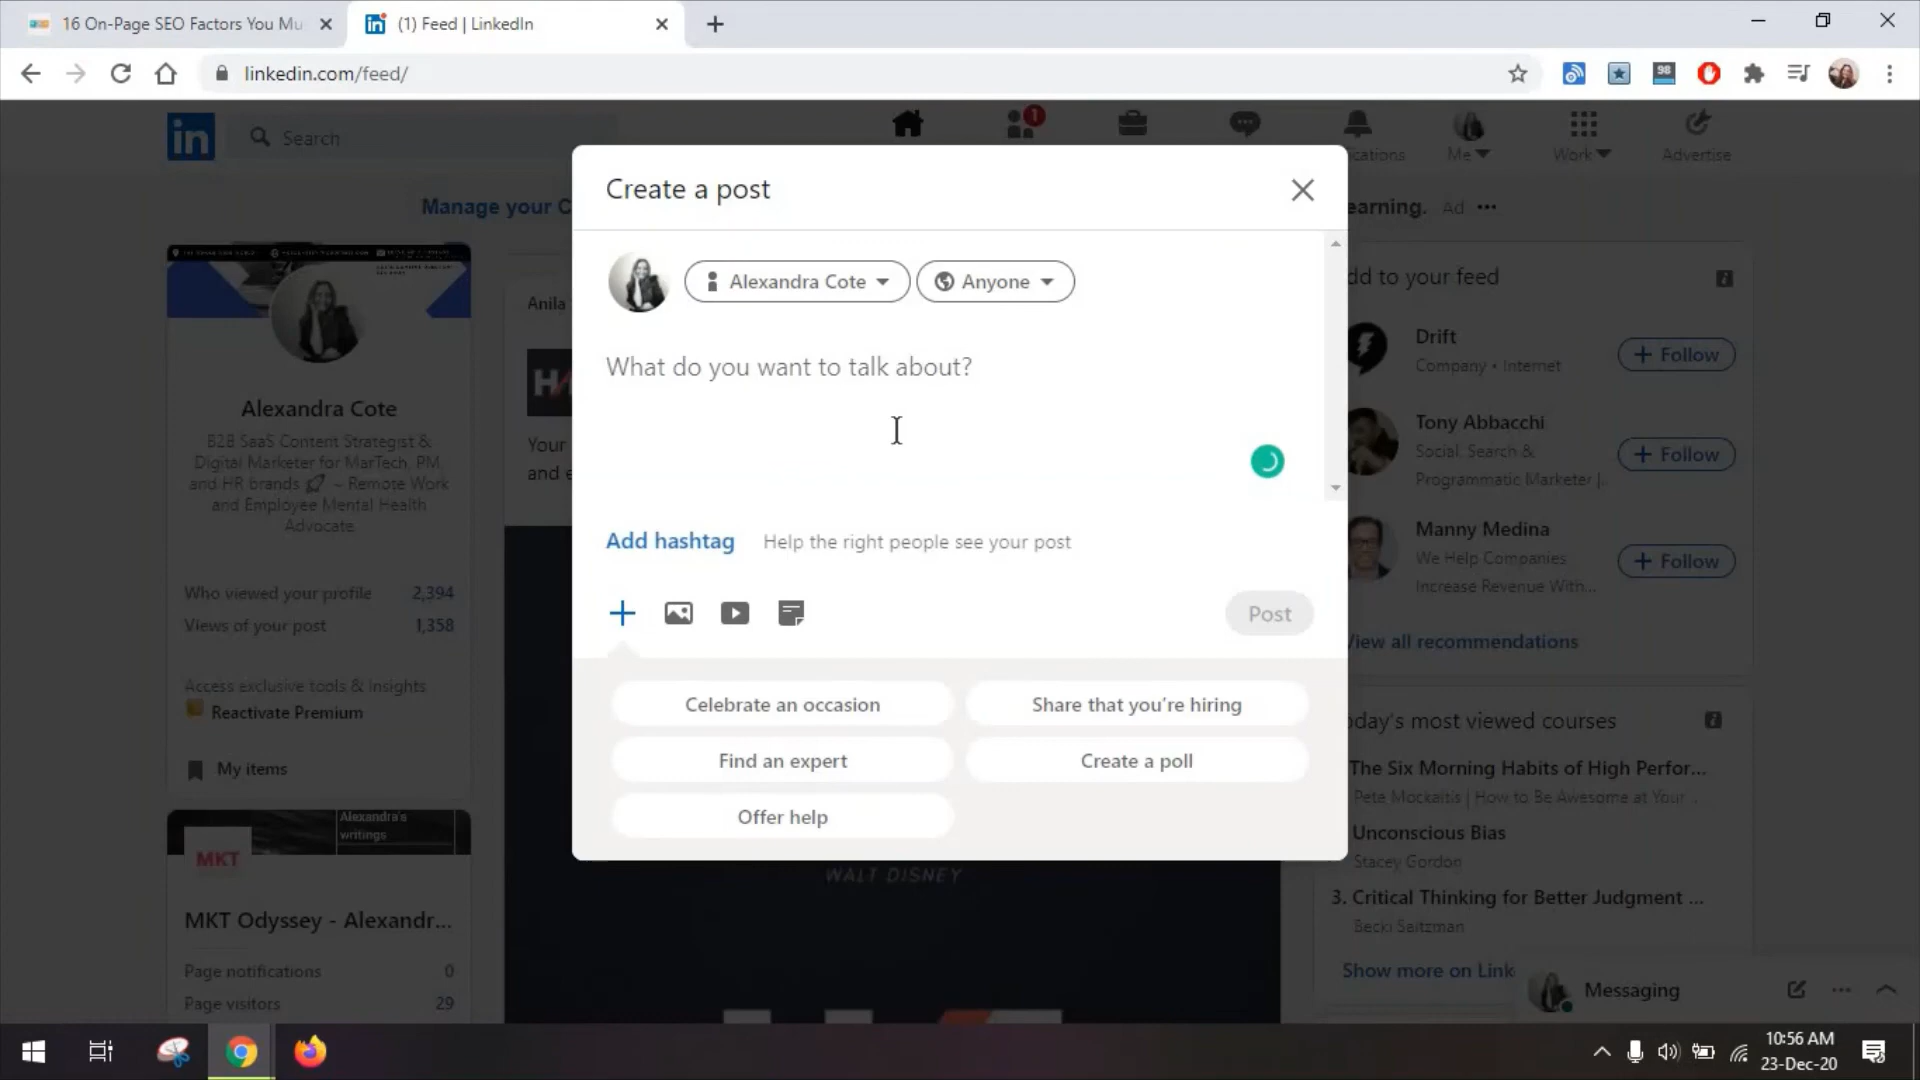 16 On-Page SEO Factors You Mu
(1) Feed | LinkedIn
linkedin.com/feed/
98
in
Search
1
ications
Me
Work
Advertise
Manage your C
earning.
Ad
Create a post
Alexandra Cote
Anyone
What do you want to talk about?
Add hashtag
Help the right people see your post
Post
Celebrate an occasion
Share that you're hiring
Find an expert
Create a poll
Offer help
Alexandra Cote
B2B SaaS Content Strategist &
Digital Marketer for MarTech, PM,
and HR brands 🚀 ~ Remote Work
and Employee Mental Health
Advocate.
Who viewed your profile 2,394
Views of your post 1,358
Access exclusive tools & insights
Reactivate Premium
My items
Alexandra's
writings
MKT
MKT Odyssey - Alexandr...
Page notifications 0
Page visitors 29
Anila
Your
and e
WALT DISNEY
dd to your feed
Drift
Company • Internet
Follow
Tony Abbacchi
Social, Search &
Programmatic Marketer |...
Follow
Manny Medina
We Help Companies
Increase Revenue With...
Follow
View all recommendations
oday's most viewed courses
The Six Morning Habits of High Perfor...
Pete Mockaitis | How to Be Awesome at Your ...
Unconscious Bias
Stacey Gordon
3. Critical Thinking for Better Judgment ...
Becki Saltzman
Show more on Link
Messaging
10:56 AM
23-Dec-20